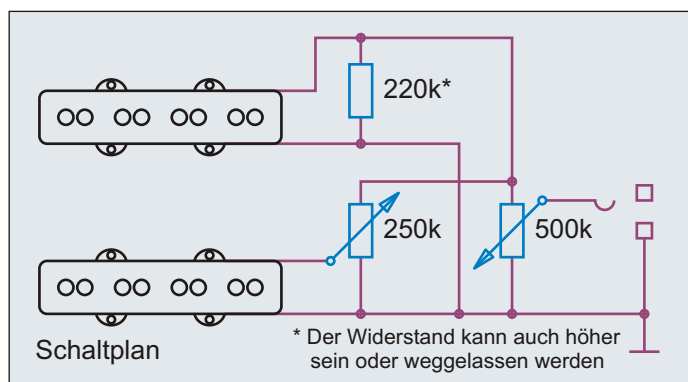 220k*
250k
500k
Schaltplan
* Der Widerstand kann auch höher
sein oder weggelassen werden